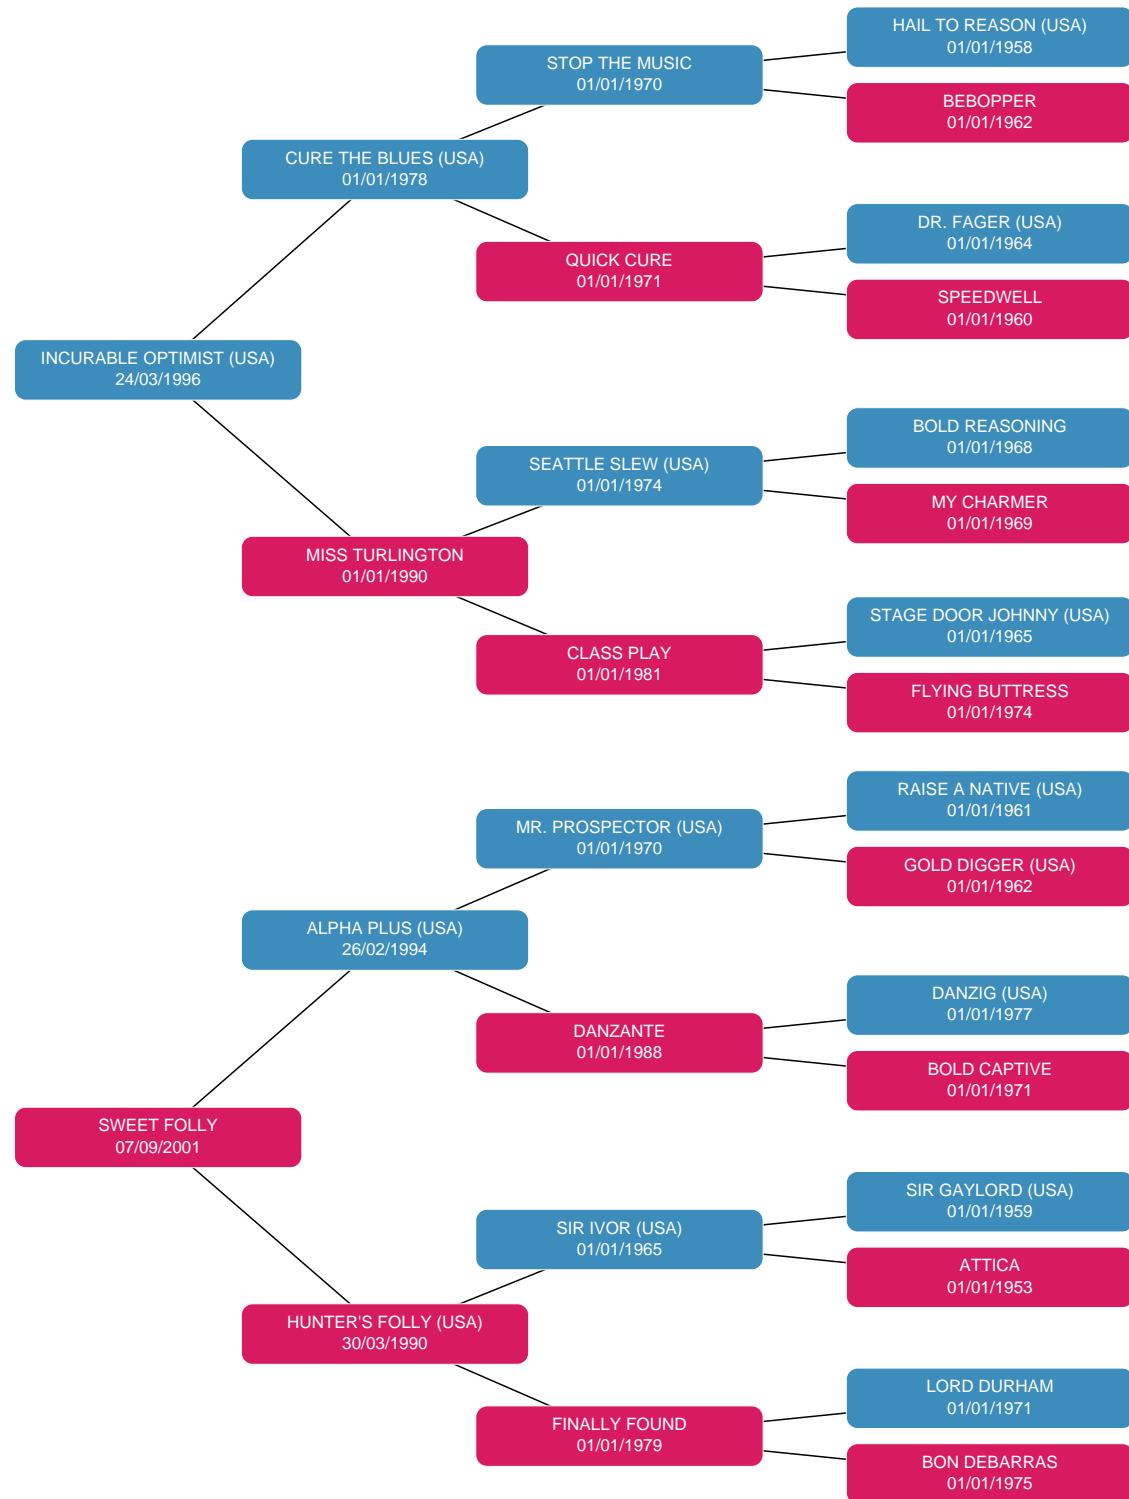 HAIL TO REASON (USA)
01/01/1958
STOP THE MUSIC
01/01/1970
BEBOPPER
01/01/1962
CURE THE BLUES (USA)
01/01/1978
DR. FAGER (USA)
01/01/1964
QUICK CURE
01/01/1971
SPEEDWELL
01/01/1960
INCURABLE OPTIMIST (USA)
24/03/1996
BOLD REASONING
01/01/1968
SEATTLE SLEW (USA)
01/01/1974
MY CHARMER
01/01/1969
MISS TURLINGTON
01/01/1990
STAGE DOOR JOHNNY (USA)
01/01/1965
CLASS PLAY
01/01/1981
FLYING BUTTRESS
01/01/1974
RAISE A NATIVE (USA)
01/01/1961
MR. PROSPECTOR (USA)
01/01/1970
GOLD DIGGER (USA)
01/01/1962
ALPHA PLUS (USA)
26/02/1994
DANZIG (USA)
01/01/1977
DANZANTE
01/01/1988
BOLD CAPTIVE
01/01/1971
SWEET FOLLY
07/09/2001
SIR GAYLORD (USA)
01/01/1959
SIR IVOR (USA)
01/01/1965
ATTICA
01/01/1953
HUNTER'S FOLLY (USA)
30/03/1990
LORD DURHAM
01/01/1971
FINALLY FOUND
01/01/1979
BON DEBARRAS
01/01/1975